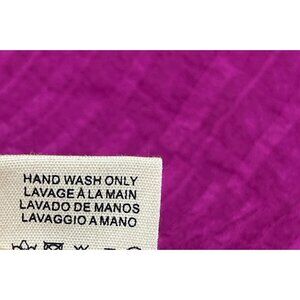 HAND WASH ONLY
LAVAGE À LA MAIN
LAVADO DE MANOS
LAVAGGIO A MANO